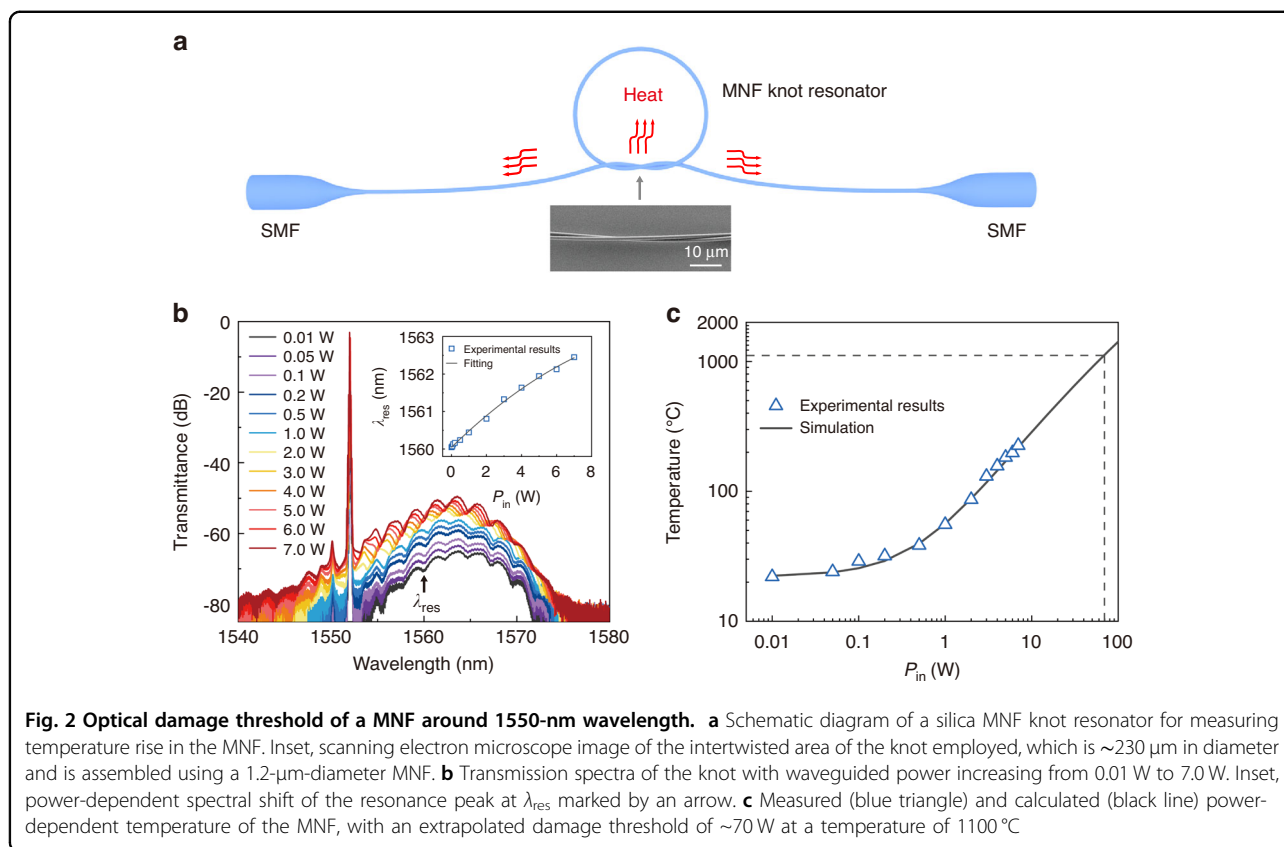 a
Heat
MNF knot resonator
SMF
SMF
10 μm
b
0
-20
-40
-60
-80
Transmittance (dB)
0.01 W
0.05 W
0.1 W
0.2 W
0.5 W
1.0 W
2.0 W
3.0 W
4.0 W
5.0 W
6.0 W
7.0 W
1563
1562
1561
1560
λres (nm)
Experimental results
Fitting
0 2 4 6 8
Pin (W)
λres
1540 1550 1560 1570 1580
Wavelength (nm)
c
2000
1000
100
10
Temperature (°C)
Experimental results
Simulation
0.01 0.1 1 10 100
Pin (W)
Fig. 2 Optical damage threshold of a MNF around 1550-nm wavelength. a Schematic diagram of a silica MNF knot resonator for measuring
temperature rise in the MNF. Inset, scanning electron microscope image of the intertwisted area of the knot employed, which is ~230 μm in diameter
and is assembled using a 1.2-μm-diameter MNF. b Transmission spectra of the knot with waveguided power increasing from 0.01 W to 7.0 W. Inset,
power-dependent spectral shift of the resonance peak at λres marked by an arrow. c Measured (blue triangle) and calculated (black line) power-
dependent temperature of the MNF, with an extrapolated damage threshold of ~70 W at a temperature of 1100 °C